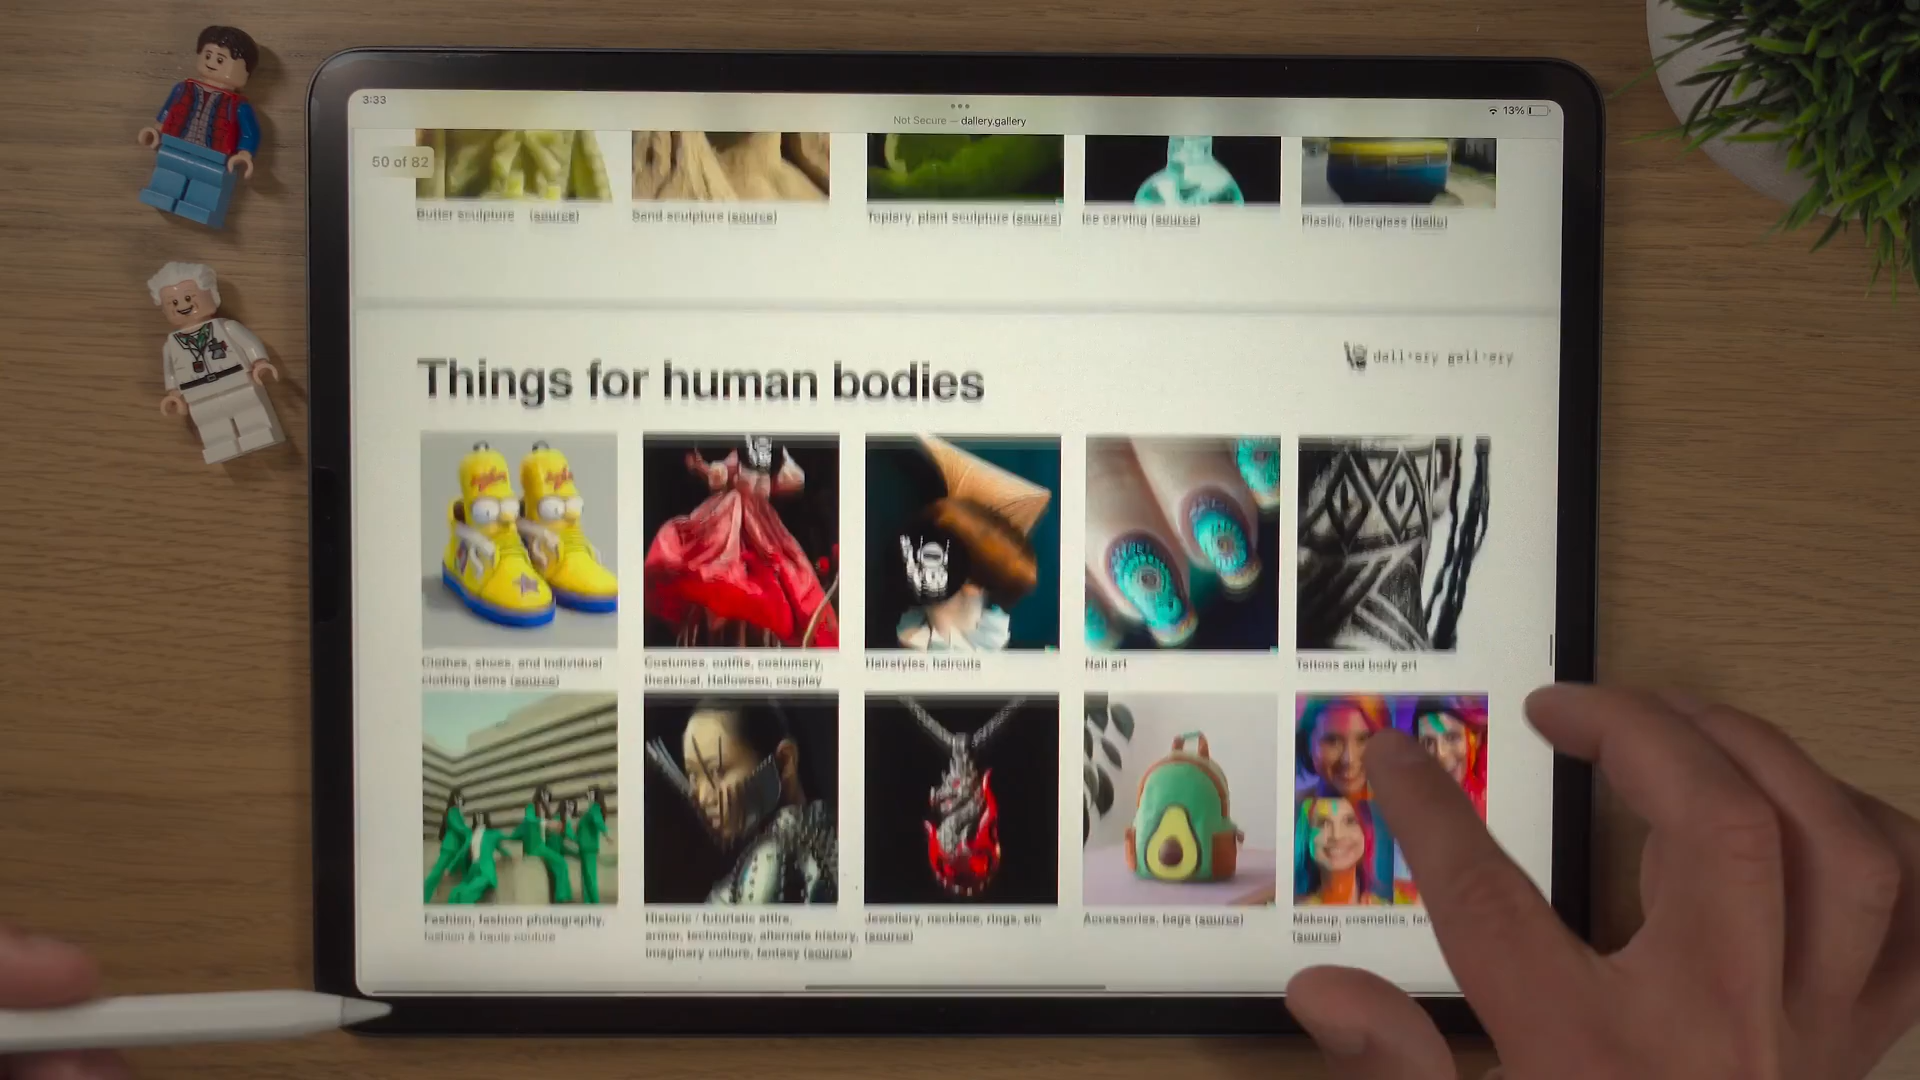 3:33
Not Secure — dallery.gallery
13%
50 of 82
Butter sculpture (source)
Sand sculpture (source)
Topiary, plant sculpture (source)
Ice carving (source)
Plastic, fiberglass (hello)
Things for human bodies
dall·ery gall·ery
Clothes, shoes, and individual
clothing items (source)
Costumes, outfits, costumery,
theatrical, Halloween, cosplay
Hairstyles, haircuts
Nail art
Tattoos and body art
Fashion, fashion photography,
fashion & haute couture
Historic / futuristic attire,
armor, technology, alternate history,
imaginary culture, fantasy (source)
Jewellery, necklace, rings, etc
(source)
Accessories, bags (source)
Makeup, cosmetics,
(source)